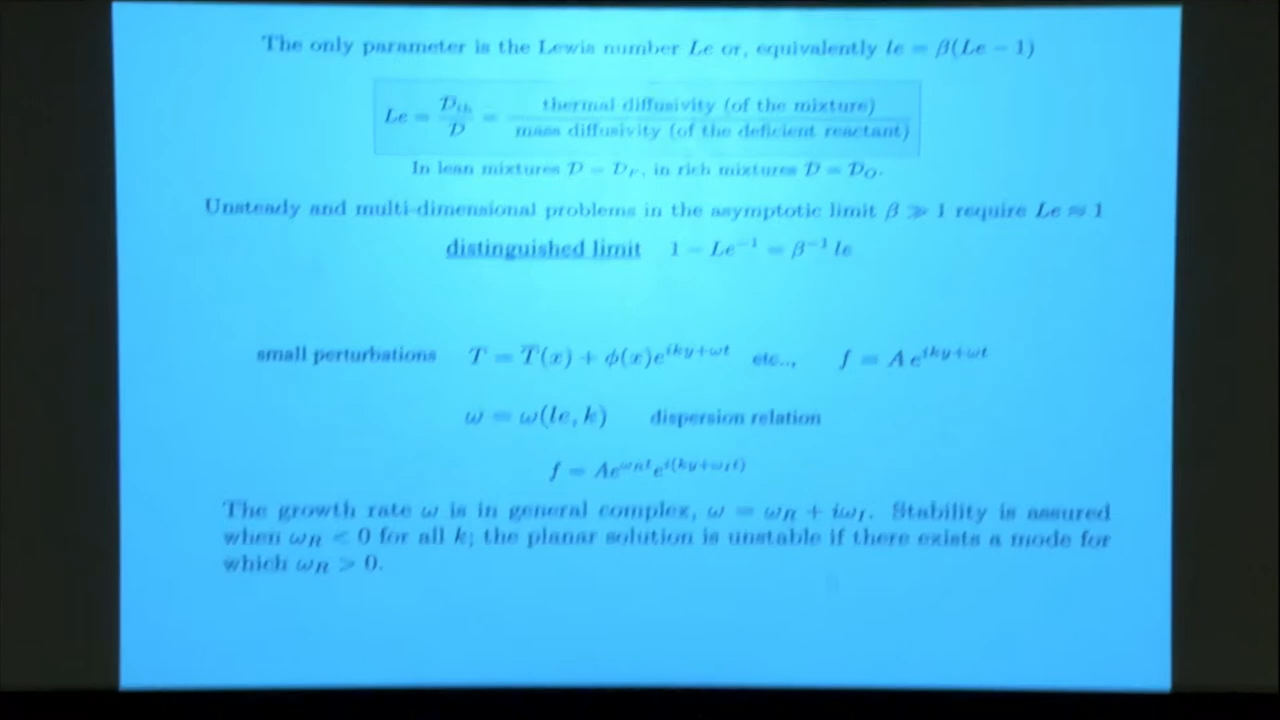 The only parameter is the Lewis number Le or, equivalently le = β(Le − 1)
Le = 𝒟th/𝒟 = thermal diffusivity (of the mixture) / mass diffusivity (of the deficient reactant)
In lean mixtures 𝒟 = 𝒟F, in rich mixtures 𝒟 = 𝒟O.
Unsteady and multi-dimensional problems in the asymptotic limit β ≫ 1 require Le ≈ 1
distinguished limit 1 − Le⁻¹ = β⁻¹ le
small perturbations T = T̄(x) + ϕ(x)e^{iky+ωt} etc.., f = A e^{iky+ωt}
ω = ω(le, k) dispersion relation
f = Ae^{ω_R t}e^{i(ky+ω_I t)}
The growth rate ω is in general complex, ω = ω_R + iω_I. Stability is assured
when ω_R < 0 for all k; the planar solution is unstable if there exists a mode for
which ω_R > 0.